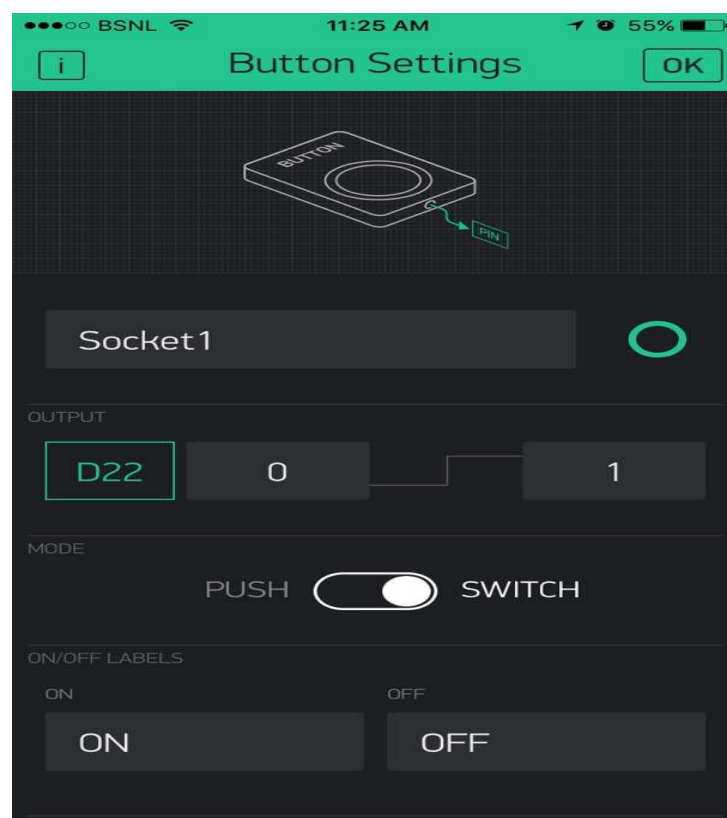 BSNL 11:25 AM 55%
i Button Settings OK
BUTTON
PIN
Socket1
OUTPUT
D22 0 1
MODE
PUSH SWITCH
ON/OFF LABELS
ON OFF
ON OFF